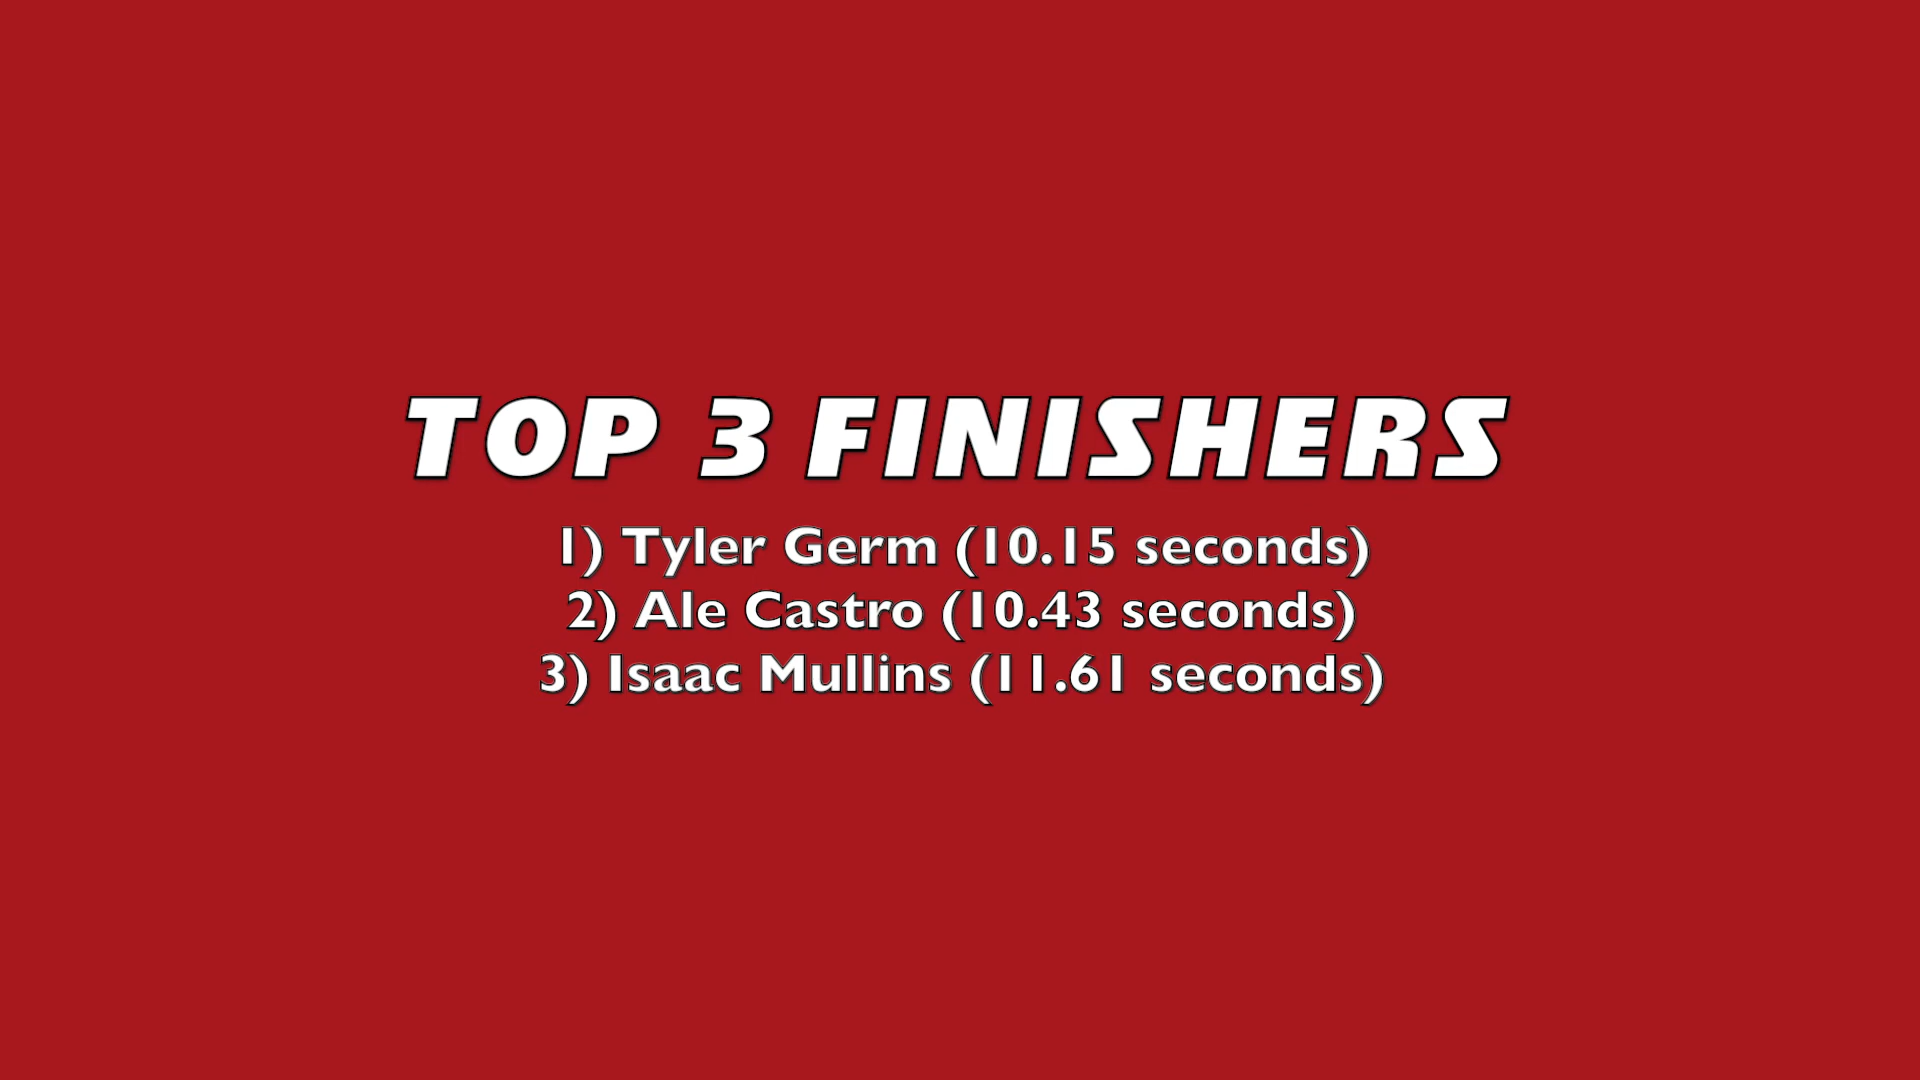 TOP 3 FINISHERS
1) Tyler Germ (10.15 seconds)
2) Ale Castro (10.43 seconds)
3) Isaac Mullins (11.61 seconds)